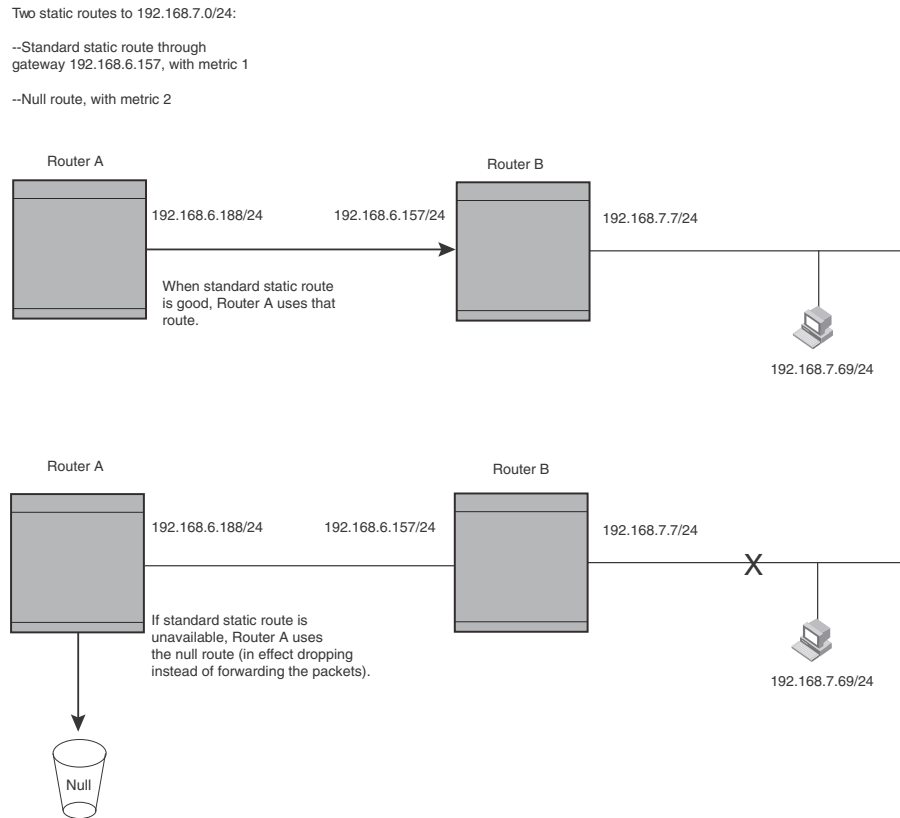 Two static routes to 192.168.7.0/24:
--Standard static route through
gateway 192.168.6.157, with metric 1
--Null route, with metric 2
Router A
Router B
192.168.6.188/24
192.168.6.157/24
192.168.7.7/24
When standard static route
is good, Router A uses that
route.
192.168.7.69/24
Router A
Router B
192.168.6.188/24
192.168.6.157/24
192.168.7.7/24
X
If standard static route is
unavailable, Router A uses
the null route (in effect dropping
instead of forwarding the packets).
192.168.7.69/24
Null